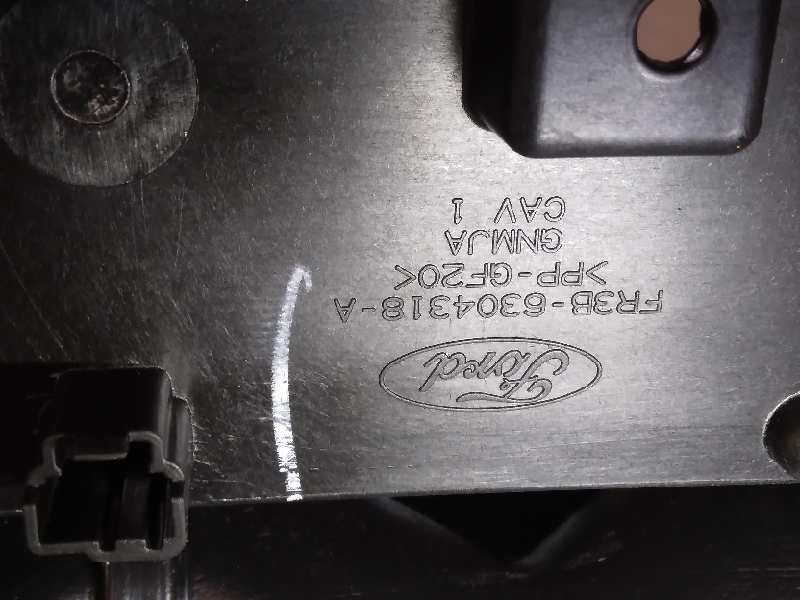 Ford
FR3B-6304318-A
>PP-GF20<
GNMJA
CAV 1